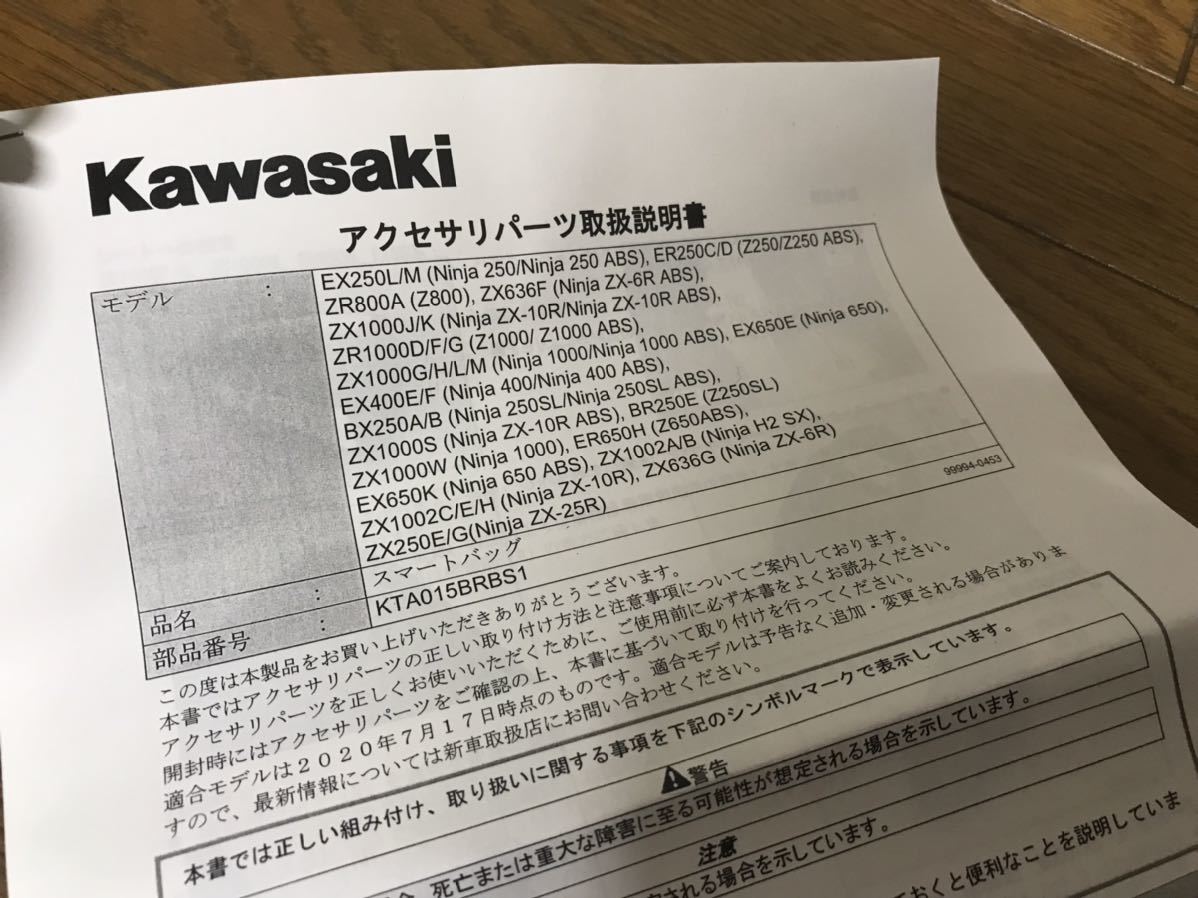 Kawasaki
アクセサリパーツ取扱説明書
モデル :
EX250L/M (Ninja 250/Ninja 250 ABS), ER250C/D (Z250/Z250 ABS),
ZR800A (Z800), ZX636F (Ninja ZX-6R ABS),
ZX1000J/K (Ninja ZX-10R/Ninja ZX-10R ABS),
ZR1000D/F/G (Z1000/ Z1000 ABS),
ZX1000G/H/L/M (Ninja 1000/Ninja 1000 ABS), EX650E (Ninja 650),
EX400E/F (Ninja 400/Ninja 400 ABS),
BX250A/B (Ninja 250SL/Ninja 250SL ABS),
ZX1000S (Ninja ZX-10R ABS), BR250E (Z250SL)
ZX1000W (Ninja 1000), ER650H (Z650ABS),
EX650K (Ninja 650 ABS), ZX1002A/B (Ninja H2 SX),
ZX1002C/E/H (Ninja ZX-10R), ZX636G (Ninja ZX-6R)
ZX250E/G(Ninja ZX-25R)
品名 :
スマートバッグ
99994-0453
部品番号 :
KTA015BRBS1
この度は本製品をお買い上げいただきありがとうございます。
本書ではアクセサリパーツの正しい取り付け方法と注意事項についてご案内しております。
アクセサリパーツを正しくお使いいただくために、ご使用前に必ず本書をよくお読みください。
開封時にはアクセサリパーツをご確認の上、本書に基づいて取り付けを行ってください。
適合モデルは2020年7月17日時点のものです。適合モデルは予告なく追加・変更される場合がありま
すので、最新情報については新車取扱店にお問い合わせください。
本書では正しい組み付け、取り扱いに関する事項を下記のシンボルマークで表示しています。
⚠警告
死亡または重大な障害に至る可能性が想定される場合を示しています。
注意
される場合を示しています。
おくと便利なことを説明していま